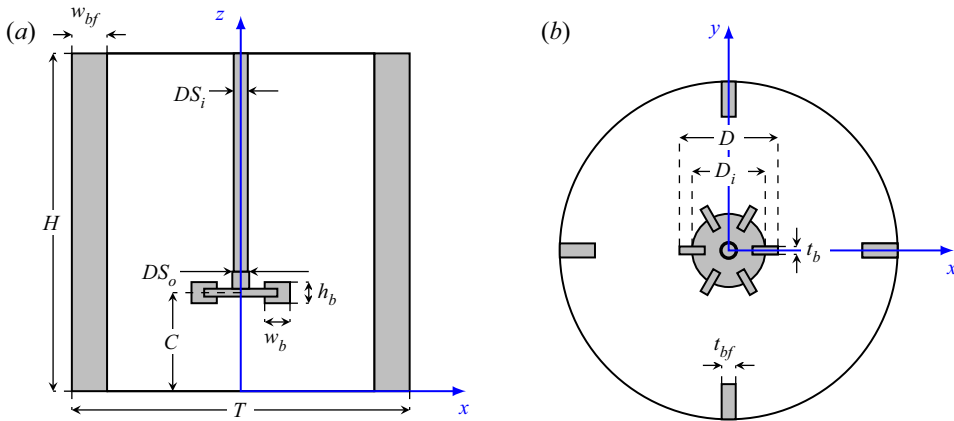 (a)
w_bf
z
DS_i
H
DS_o
h_b
w_b
C
T
x
(b)
y
D
D_i
t_b
x
t_bf